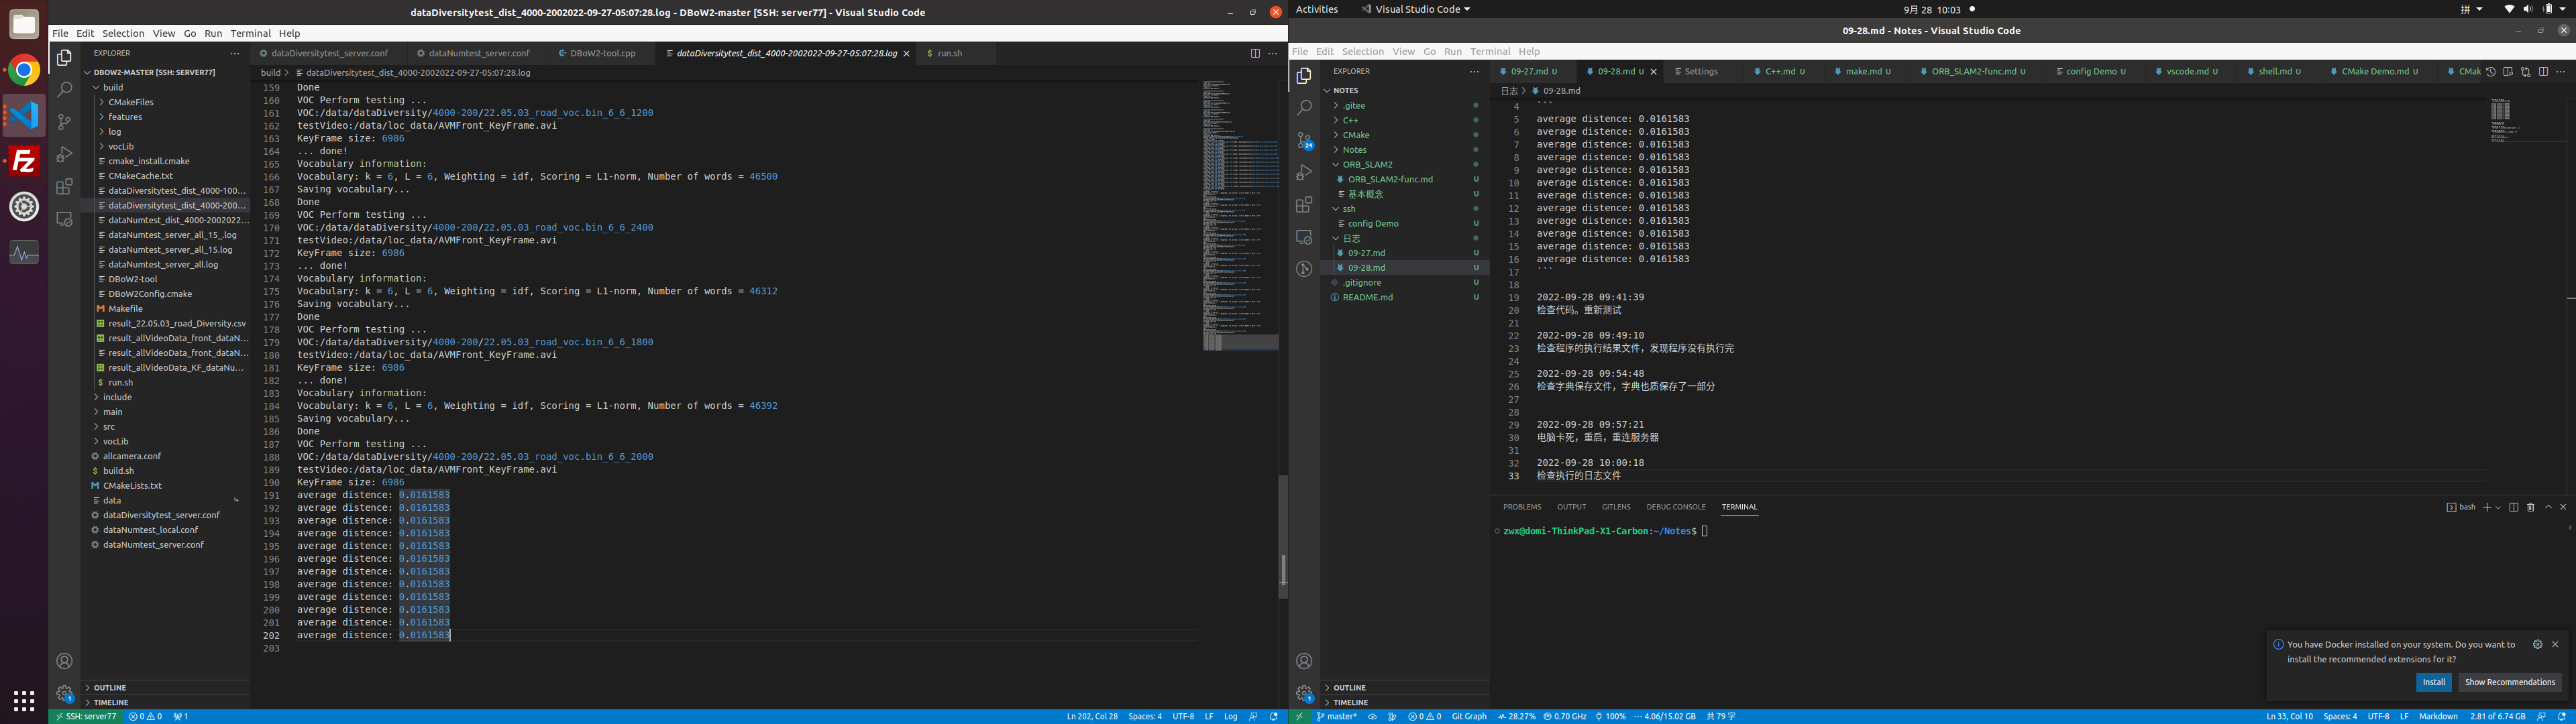 dataDiversitytest_dist_4000-2002022-09-27-05:07:28.log - DBoW2-master [SSH: server77] - Visual Studio Code
File Edit Selection View Go Run Terminal Help
EXPLORER
DBOW2-MASTER [SSH: SERVER77]
build
CMakeFiles
features
log
vocLib
cmake_install.cmake
CMakeCache.txt
dataDiversitytest_dist_4000-100...
dataDiversitytest_dist_4000-200...
dataNumtest_dist_4000-2002022...
dataNumtest_server_all_15_.log
dataNumtest_server_all_15.log
dataNumtest_server_all.log
DBoW2-tool
DBoW2Config.cmake
Makefile
result_22.05.03_road_Diversity.csv
result_allVideoData_front_dataN...
result_allVideoData_front_dataN...
result_allVideoData_KF_dataNu...
run.sh
include
main
src
vocLib
allcamera.conf
build.sh
CMakeLists.txt
data
dataDiversitytest_server.conf
dataNumtest_local.conf
dataNumtest_server.conf
OUTLINE
TIMELINE
dataDiversitytest_server.conf dataNumtest_server.conf DBoW2-tool.cpp dataDiversitytest_dist_4000-2002022-09-27-05:07:28.log run.sh
build > dataDiversitytest_dist_4000-2002022-09-27-05:07:28.log
159 Done
160 VOC Perform testing ...
161 VOC:/data/dataDiversity/4000-200/22.05.03_road_voc.bin_6_6_1200
162 testVideo:/data/loc_data/AVMFront_KeyFrame.avi
163 KeyFrame size: 6986
164 ... done!
165 Vocabulary information:
166 Vocabulary: k = 6, L = 6, Weighting = idf, Scoring = L1-norm, Number of words = 46500
167 Saving vocabulary...
168 Done
169 VOC Perform testing ...
170 VOC:/data/dataDiversity/4000-200/22.05.03_road_voc.bin_6_6_2400
171 testVideo:/data/loc_data/AVMFront_KeyFrame.avi
172 KeyFrame size: 6986
173 ... done!
174 Vocabulary information:
175 Vocabulary: k = 6, L = 6, Weighting = idf, Scoring = L1-norm, Number of words = 46312
176 Saving vocabulary...
177 Done
178 VOC Perform testing ...
179 VOC:/data/dataDiversity/4000-200/22.05.03_road_voc.bin_6_6_1800
180 testVideo:/data/loc_data/AVMFront_KeyFrame.avi
181 KeyFrame size: 6986
182 ... done!
183 Vocabulary information:
184 Vocabulary: k = 6, L = 6, Weighting = idf, Scoring = L1-norm, Number of words = 46392
185 Saving vocabulary...
186 Done
187 VOC Perform testing ...
188 VOC:/data/dataDiversity/4000-200/22.05.03_road_voc.bin_6_6_2000
189 testVideo:/data/loc_data/AVMFront_KeyFrame.avi
190 KeyFrame size: 6986
191 average distence: 0.0161583
192 average distence: 0.0161583
193 average distence: 0.0161583
194 average distence: 0.0161583
195 average distence: 0.0161583
196 average distence: 0.0161583
197 average distence: 0.0161583
198 average distence: 0.0161583
199 average distence: 0.0161583
200 average distence: 0.0161583
201 average distence: 0.0161583
202 average distence: 0.0161583
203
SSH: server77 0 0 1 Ln 202, Col 28 Spaces: 4 UTF-8 LF Log
Activities Visual Studio Code 9月 28 10:03 拼
09-28.md - Notes - Visual Studio Code
File Edit Selection View Go Run Terminal Help
EXPLORER
NOTES
.gitee
C++
CMake
Notes
ORB_SLAM2
ORB_SLAM2-func.md U
基本概念 U
ssh
config Demo U
日志
09-27.md U
09-28.md U
.gitignore U
README.md U
24
OUTLINE
TIMELINE
09-27.md U 09-28.md U Settings C++.md U make.md U ORB_SLAM2-func.md U config Demo U vscode.md U shell.md U CMake Demo.md U CMak
日志 > 09-28.md
4 ```
5 average distence: 0.0161583
6 average distence: 0.0161583
7 average distence: 0.0161583
8 average distence: 0.0161583
9 average distence: 0.0161583
10 average distence: 0.0161583
11 average distence: 0.0161583
12 average distence: 0.0161583
13 average distence: 0.0161583
14 average distence: 0.0161583
15 average distence: 0.0161583
16 average distence: 0.0161583
17 ```
18
19 2022-09-28 09:41:39
20 检查代码。重新测试
21
22 2022-09-28 09:49:10
23 检查程序的执行结果文件，发现程序没有执行完
24
25 2022-09-28 09:54:48
26 检查字典保存文件，字典也质保存了一部分
27
28
29 2022-09-28 09:57:21
30 电脑卡死，重启，重连服务器
31
32 2022-09-28 10:00:18
33 检查执行的日志文件
PROBLEMS OUTPUT GITLENS DEBUG CONSOLE TERMINAL bash
zwx@domi-ThinkPad-X1-Carbon:~/Notes$
You have Docker installed on your system. Do you want to
install the recommended extensions for it?
Install Show Recommendations
master* 0 0 Git Graph 28.27% 0.70 GHz 100% 4.06/15.02 GB 共 79 字 Ln 33, Col 10 Spaces: 4 UTF-8 LF Markdown 2.81 of 6.74 GB